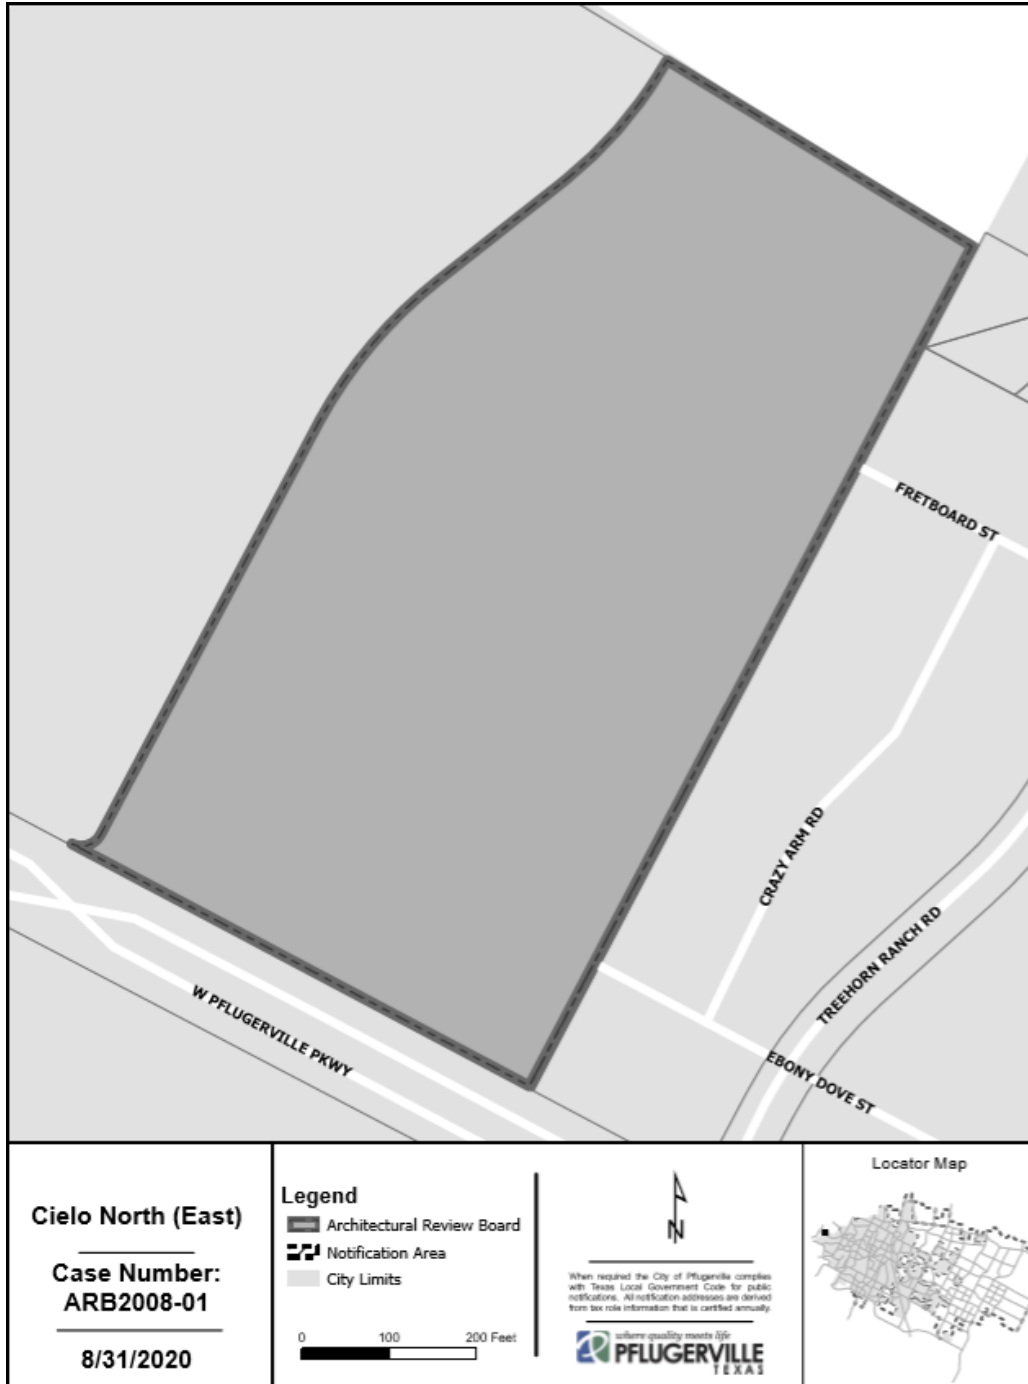 FRETBOARD ST
CRAZY ARM RD
TREEHORN RANCH RD
W PFLUGERVILLE PKWY
EBONY DOVE ST
Cielo North (East)
Case Number:
ARB2008-01
8/31/2020
Legend
Architectural Review Board
Notification Area
City Limits
0 100 200 Feet
N
When required the City of Pflugerville complies
with Texas Local Government Code for public
notifications. All notification addresses are derived
from tax role information that is certified annually.
where quality meets life
PFLUGERVILLE
TEXAS
Locator Map